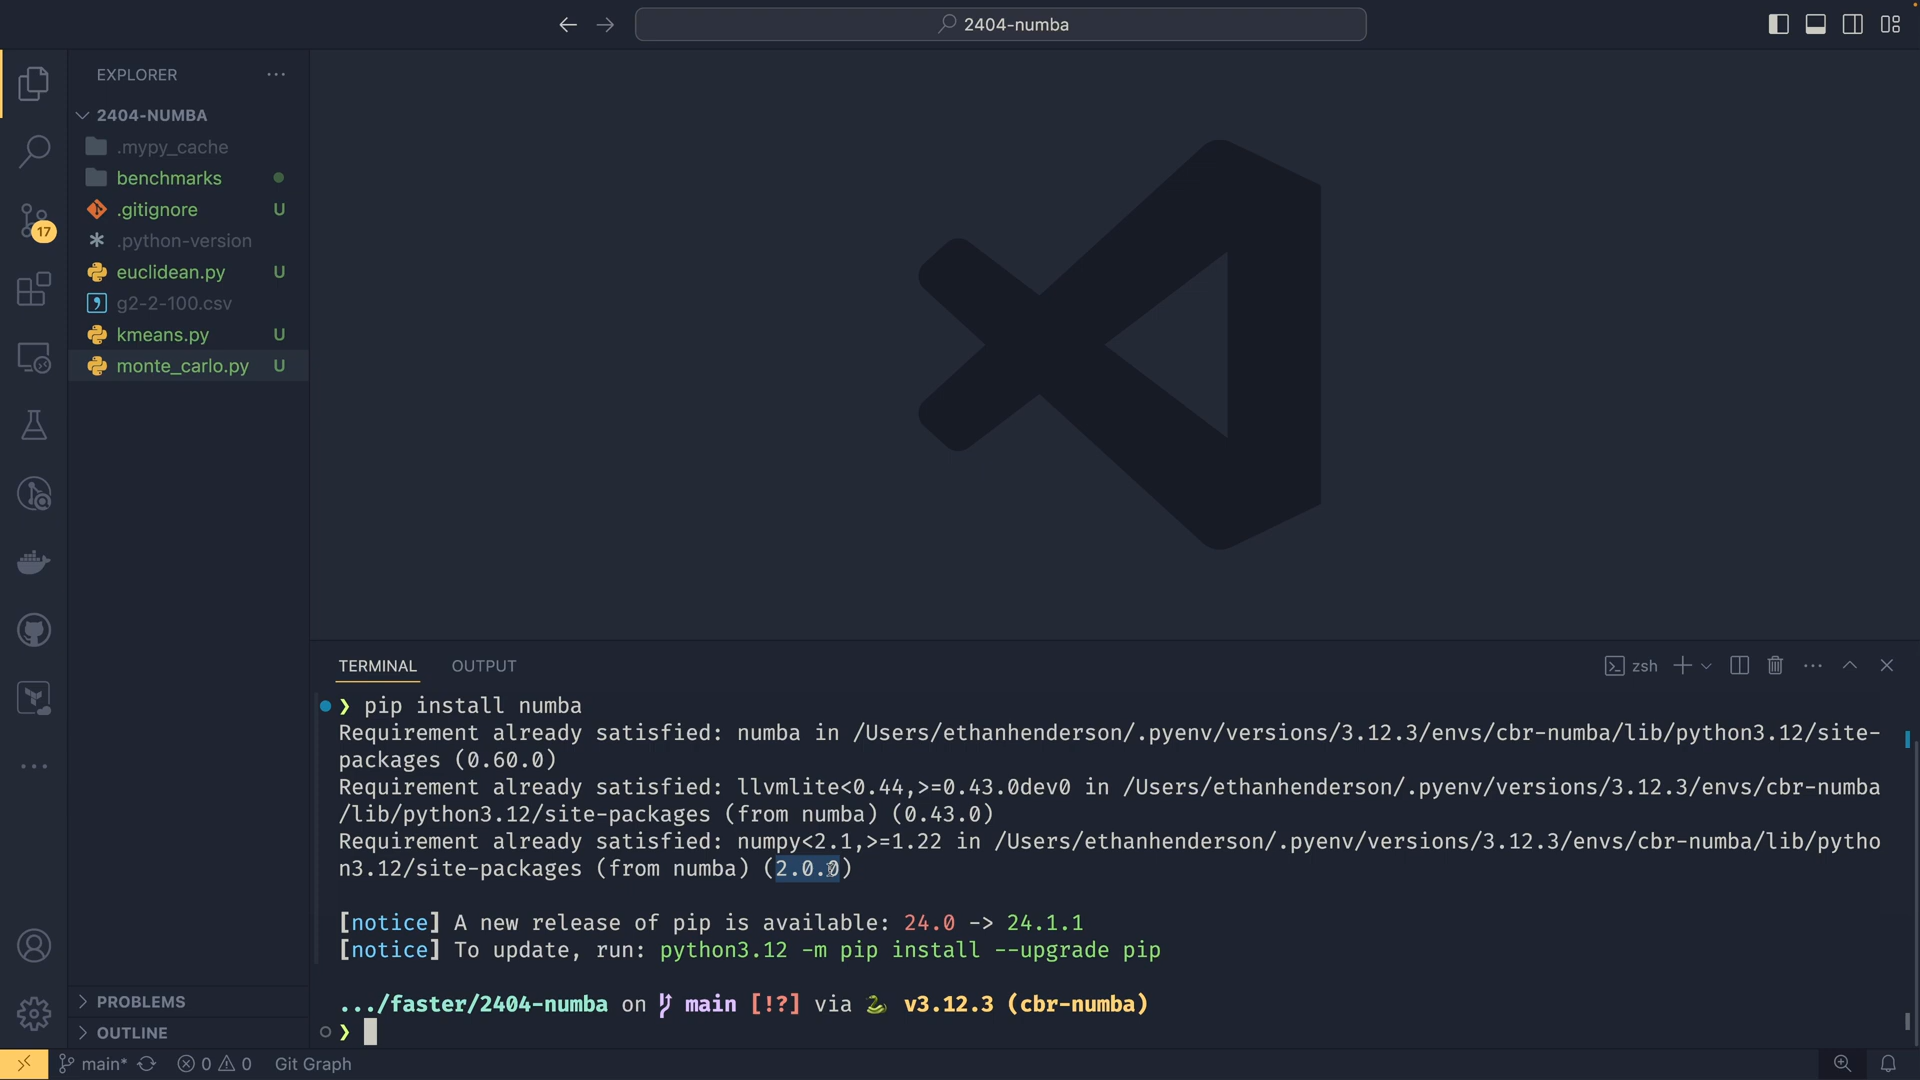 2404-numba
EXPLORER
2404-NUMBA
.mypy_cache
benchmarks
.gitignore U
.python-version
euclidean.py U
g2-2-100.csv
kmeans.py U
monte_carlo.py U
17
PROBLEMS
OUTLINE
TERMINAL OUTPUT
zsh
❯ pip install numba
Requirement already satisfied: numba in /Users/ethanhenderson/.pyenv/versions/3.12.3/envs/cbr-numba/lib/python3.12/site-
packages (0.60.0)
Requirement already satisfied: llvmlite<0.44,>=0.43.0dev0 in /Users/ethanhenderson/.pyenv/versions/3.12.3/envs/cbr-numba
/lib/python3.12/site-packages (from numba) (0.43.0)
Requirement already satisfied: numpy<2.1,>=1.22 in /Users/ethanhenderson/.pyenv/versions/3.12.3/envs/cbr-numba/lib/pytho
n3.12/site-packages (from numba) (2.0.0)
[notice] A new release of pip is available: 24.0 -> 24.1.1
[notice] To update, run: python3.12 -m pip install --upgrade pip
.../faster/2404-numba on main [!?] via 🐍 v3.12.3 (cbr-numba)
❯
main* 0 0 Git Graph